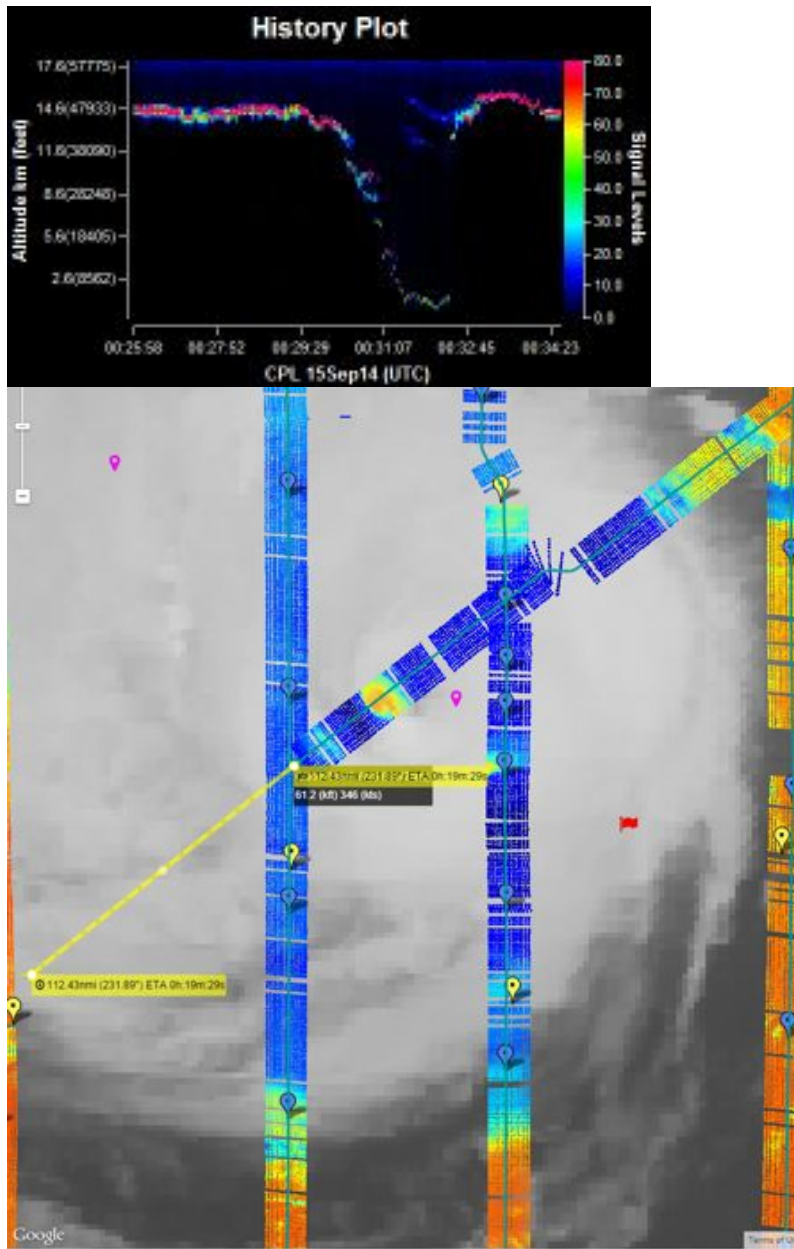 History Plot
17.6(57775)
14.6(47933)
11.6(38090)
8.6(28248)
5.6(18405)
2.6(8562)
Altitude km (feet)
80.0
70.0
60.0
50.0
40.0
30.0
20.0
10.0
0.0
Signal Levels
00:25:58 00:27:52 00:29:29 00:31:07 00:32:45 00:34:23
CPL 15Sep14 (UTC)
112.43nmi (231.89°) ETA 0h:19m:29s
61.2 (kft) 346 (kts)
112.43nmi (231.89°) ETA 0h:19m:29s
Google
Terms of